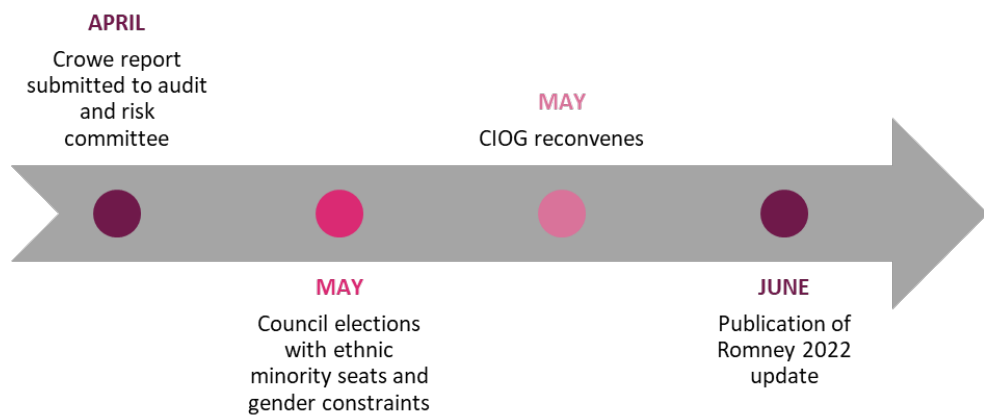 APRIL
Crowe report
submitted to audit
and risk
committee
MAY
CIOG reconvenes
MAY
Council elections
with ethnic
minority seats and
gender constraints
JUNE
Publication of
Romney 2022
update